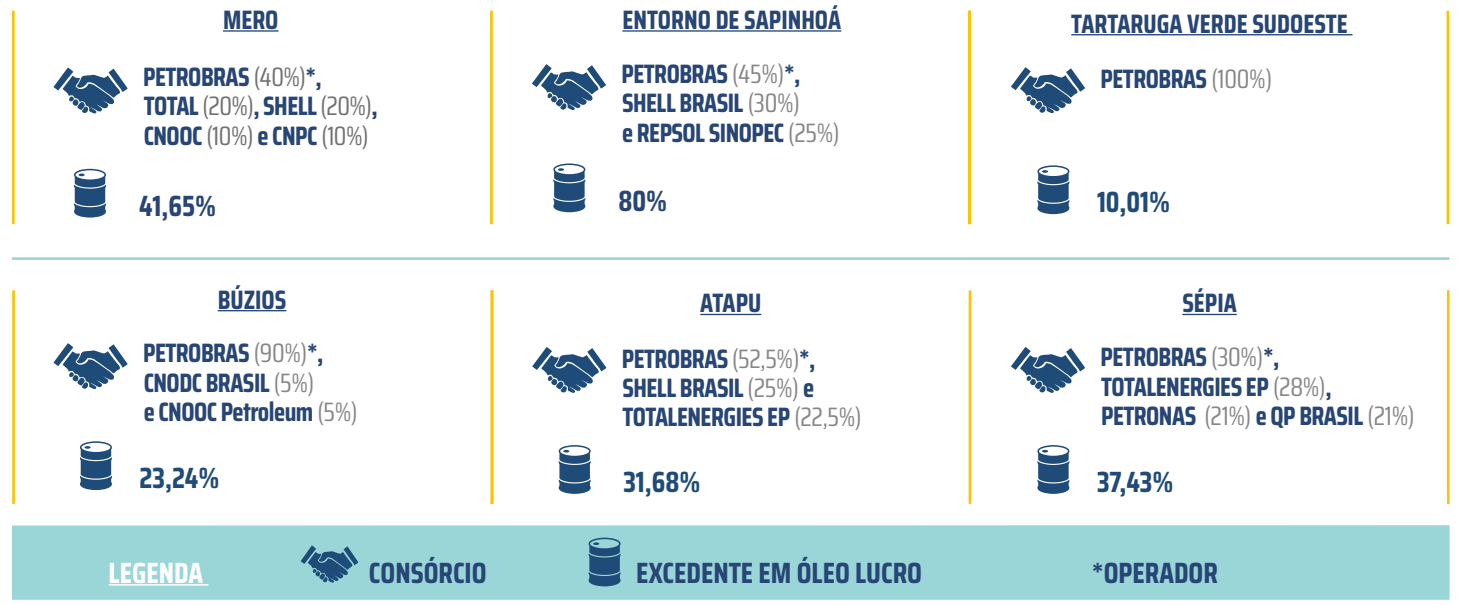 MERO
PETROBRAS (40%)*,
TOTAL (20%), SHELL (20%),
CNOOC (10%) e CNPC (10%)
41,65%
ENTORNO DE SAPINHOÁ
PETROBRAS (45%)*,
SHELL BRASIL (30%)
e REPSOL SINOPEC (25%)
80%
TARTARUGA VERDE SUDOESTE
PETROBRAS (100%)
10,01%
BÚZIOS
PETROBRAS (90%)*,
CNODC BRASIL (5%)
e CNOOC Petroleum (5%)
23,24%
ATAPU
PETROBRAS (52,5%)*,
SHELL BRASIL (25%) e
TOTALENERGIES EP (22,5%)
31,68%
SÉPIA
PETROBRAS (30%)*,
TOTALENERGIES EP (28%),
PETRONAS (21%) e QP BRASIL (21%)
37,43%
LEGENDA
CONSÓRCIO
EXCEDENTE EM ÓLEO LUCRO
*OPERADOR